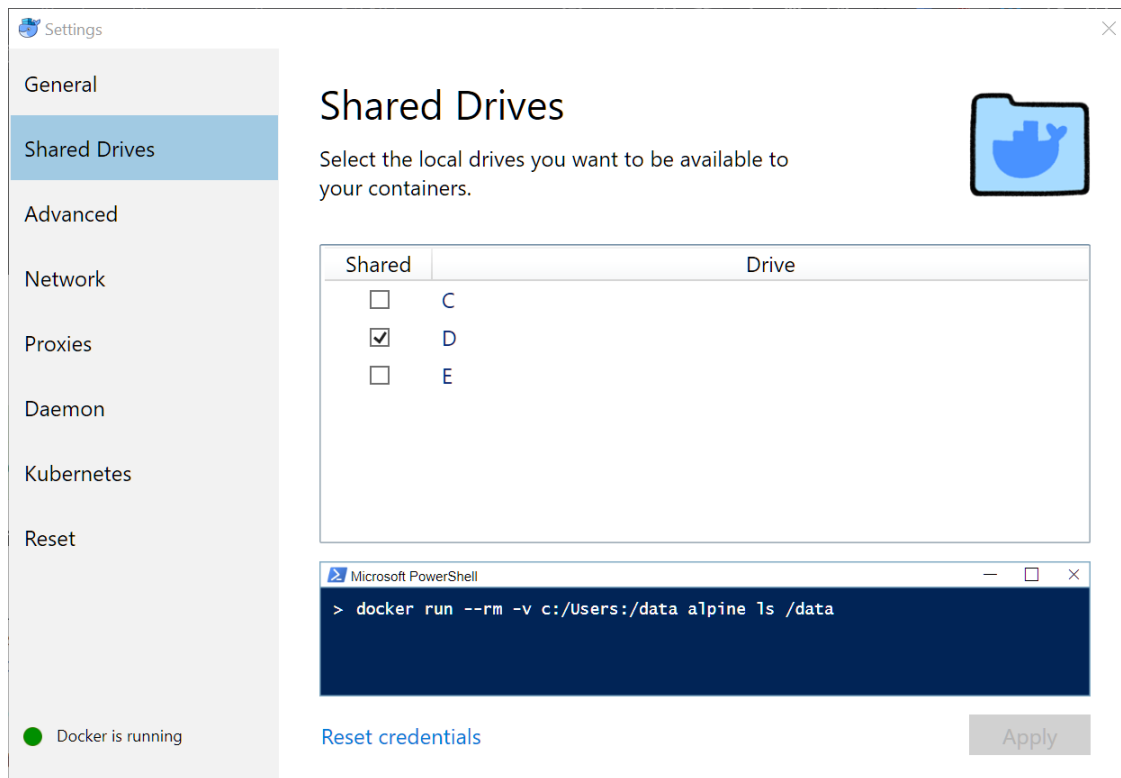 Settings
General
Shared Drives
Advanced
Network
Proxies
Daemon
Kubernetes
Reset
Docker is running
Shared Drives
Select the local drives you want to be available to
your containers.
Shared Drive
C
D
E
Microsoft PowerShell
> docker run --rm -v c:/Users:/data alpine ls /data
Reset credentials
Apply